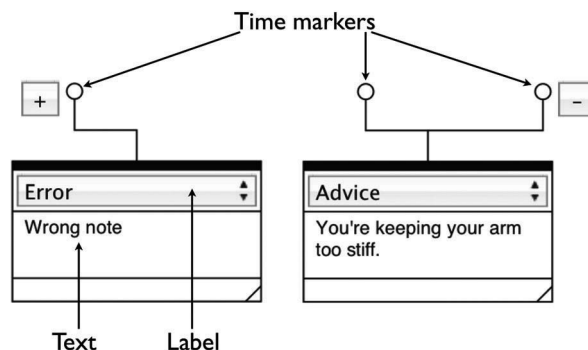 Time markers
+
−
Error
Advice
Wrong note
You're keeping your arm
too stiff.
Text
Label